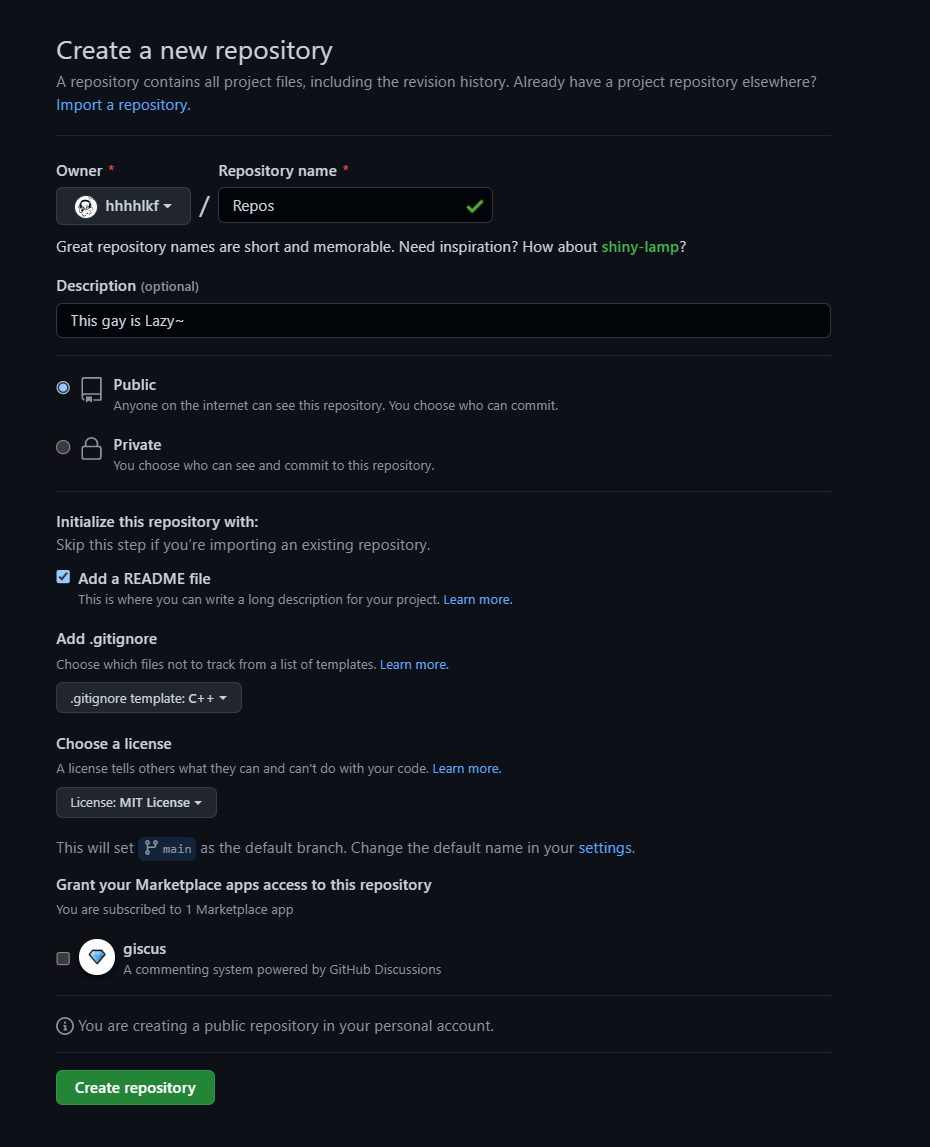 Create a new repository
A repository contains all project files, including the revision history. Already have a project repository elsewhere?
Import a repository.
Owner * Repository name *
hhhhlkf / Repos
Great repository names are short and memorable. Need inspiration? How about shiny-lamp?
Description (optional)
This gay is Lazy~
Public
Anyone on the internet can see this repository. You choose who can commit.
Private
You choose who can see and commit to this repository.
Initialize this repository with:
Skip this step if you're importing an existing repository.
Add a README file
This is where you can write a long description for your project. Learn more.
Add .gitignore
Choose which files not to track from a list of templates. Learn more.
.gitignore template: C++
Choose a license
A license tells others what they can and can't do with your code. Learn more.
License: MIT License
This will set main as the default branch. Change the default name in your settings.
Grant your Marketplace apps access to this repository
You are subscribed to 1 Marketplace app
giscus
A commenting system powered by GitHub Discussions
You are creating a public repository in your personal account.
Create repository